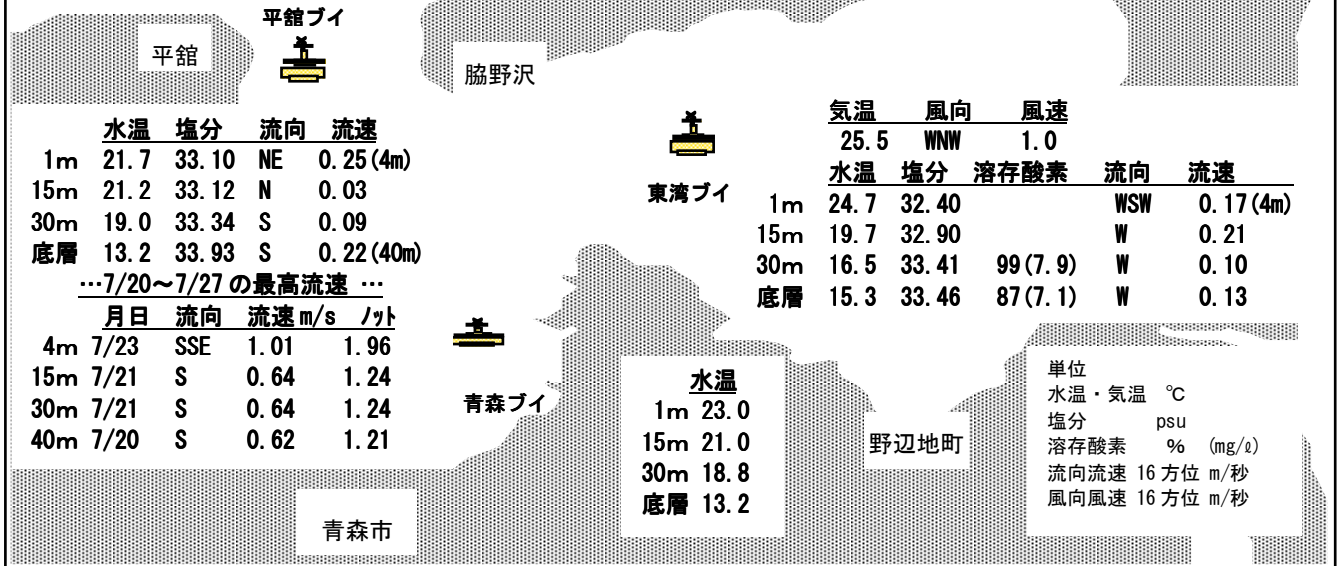 平舘ブイ
平舘
脇野沢
水温 塩分 流向 流速
1m 21.7 33.10 NE 0.25(4m)
15m 21.2 33.12 N 0.03
30m 19.0 33.34 S 0.09
底層 13.2 33.93 S 0.22(40m)
…7/20～7/27の最高流速 …
月日 流向 流速m/s ノット
4m 7/23 SSE 1.01 1.96
15m 7/21 S 0.64 1.24
30m 7/21 S 0.64 1.24
40m 7/20 S 0.62 1.21
東湾ブイ
気温 風向 風速
25.5 WNW 1.0
水温 塩分 溶存酸素 流向 流速
1m 24.7 32.40 WSW 0.17(4m)
15m 19.7 32.90 W 0.21
30m 16.5 33.41 99(7.9) W 0.10
底層 15.3 33.46 87(7.1) W 0.13
青森ブイ
水温
1m 23.0
15m 21.0
30m 18.8
底層 13.2
野辺地町
単位
水温・気温 ℃
塩分 psu
溶存酸素 % (mg/ℓ)
流向流速 16方位 m/秒
風向風速 16方位 m/秒
青森市